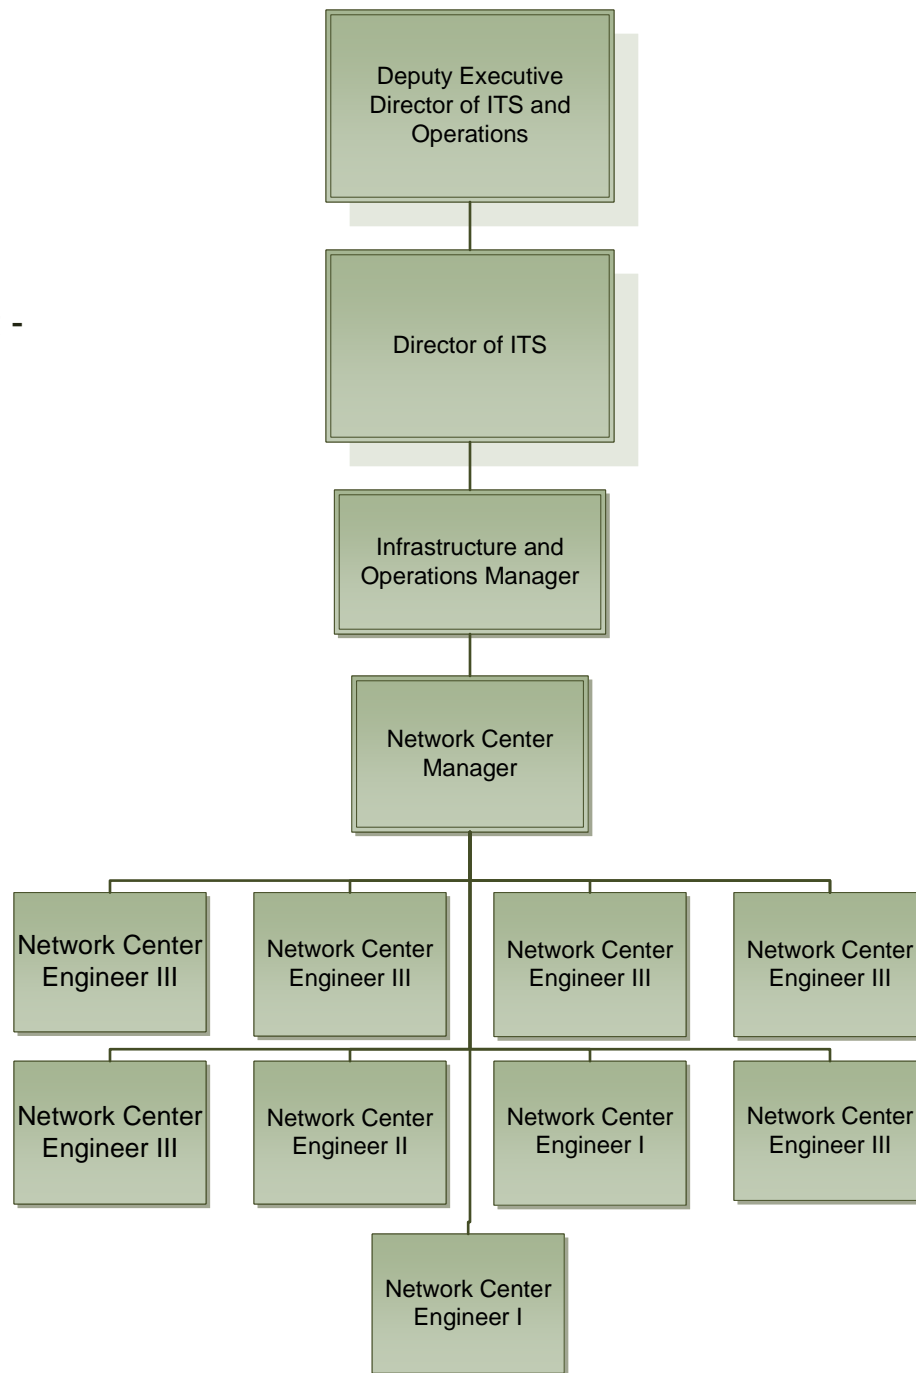 Deputy Executive
Director of ITS and
Operations
-
Director of ITS
Infrastructure and
Operations Manager
Network Center
Manager
Network Center
Engineer III
Network Center
Engineer III
Network Center
Engineer III
Network Center
Engineer III
Network Center
Engineer III
Network Center
Engineer II
Network Center
Engineer I
Network Center
Engineer III
Network Center
Engineer I